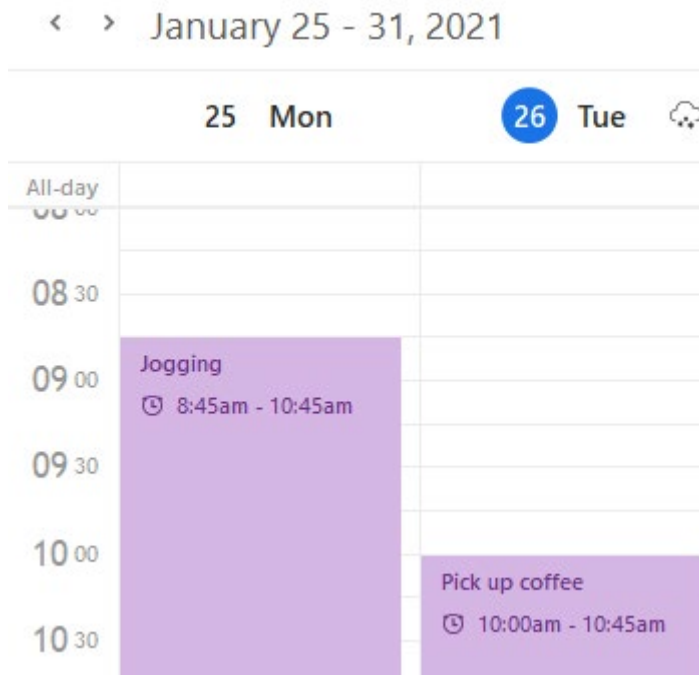 January 25 - 31, 2021
25 Mon
26 Tue
All-day
08 30
09 00
Jogging
8:45am - 10:45am
09 30
10 00
Pick up coffee
10:00am - 10:45am
10 30